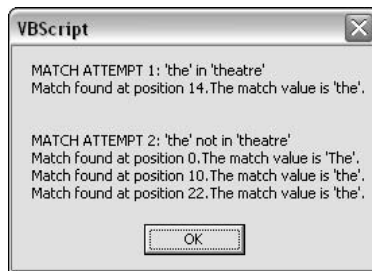 VBScript
MATCH ATTEMPT 1: 'the' in 'theatre'
Match found at position 14.The match value is 'the'.
MATCH ATTEMPT 2: 'the' not in 'theatre'
Match found at position 0.The match value is 'The'.
Match found at position 10.The match value is 'the'.
Match found at position 22.The match value is 'the'.
OK